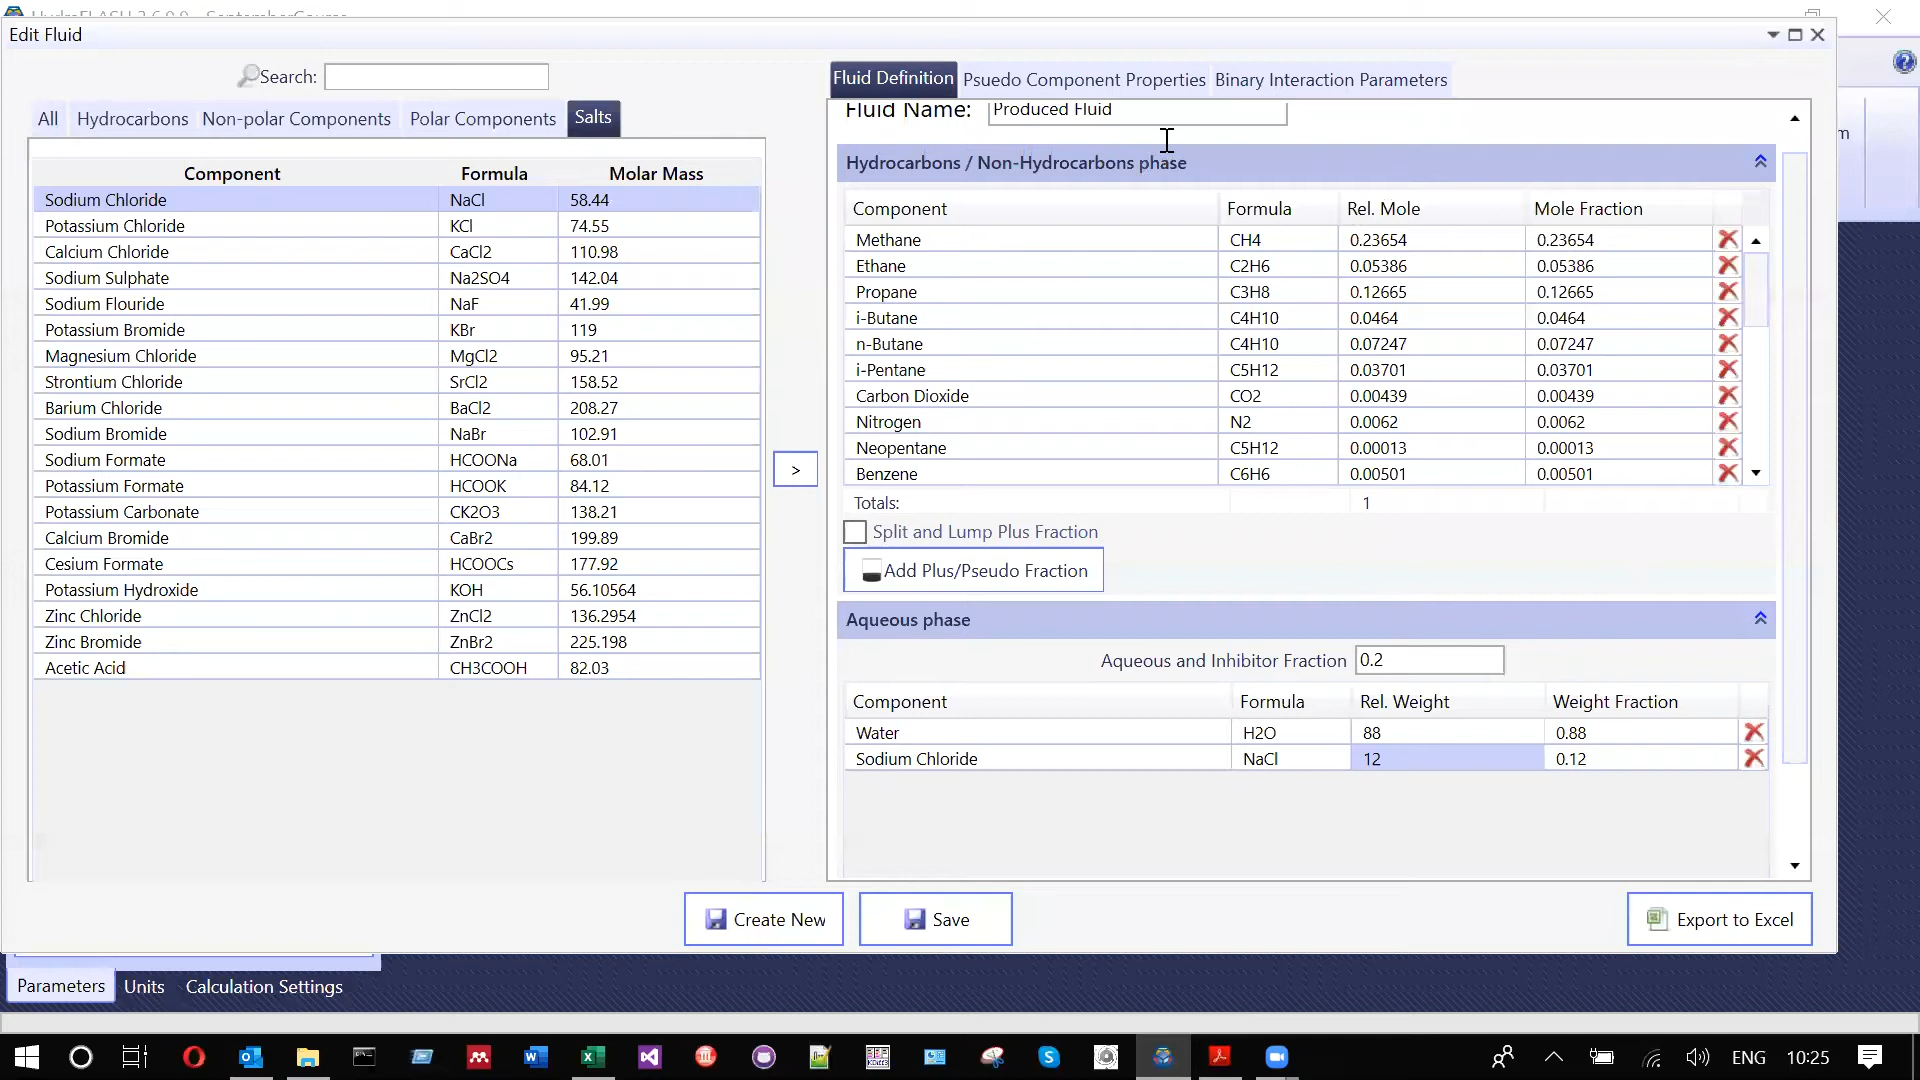 Edit Fluid
Search:
All Hydrocarbons Non-polar Components Polar Components Salts
Component Formula Molar Mass
Sodium Chloride NaCl 58.44
Potassium Chloride KCl 74.55
Calcium Chloride CaCl2 110.98
Sodium Sulphate Na2SO4 142.04
Sodium Flouride NaF 41.99
Potassium Bromide KBr 119
Magnesium Chloride MgCl2 95.21
Strontium Chloride SrCl2 158.52
Barium Chloride BaCl2 208.27
Sodium Bromide NaBr 102.91
Sodium Formate HCOONa 68.01
Potassium Formate HCOOK 84.12
Potassium Carbonate CK2O3 138.21
Calcium Bromide CaBr2 199.89
Cesium Formate HCOOCs 177.92
Potassium Hydroxide KOH 56.10564
Zinc Chloride ZnCl2 136.2954
Zinc Bromide ZnBr2 225.198
Acetic Acid CH3COOH 82.03
>
Fluid Definition Psuedo Component Properties Binary Interaction Parameters
Fluid Name: Produced Fluid
Hydrocarbons / Non-Hydrocarbons phase
Component Formula Rel. Mole Mole Fraction
Methane CH4 0.23654 0.23654
Ethane C2H6 0.05386 0.05386
Propane C3H8 0.12665 0.12665
i-Butane C4H10 0.0464 0.0464
n-Butane C4H10 0.07247 0.07247
i-Pentane C5H12 0.03701 0.03701
Carbon Dioxide CO2 0.00439 0.00439
Nitrogen N2 0.0062 0.0062
Neopentane C5H12 0.00013 0.00013
Benzene C6H6 0.00501 0.00501
Totals: 1
Split and Lump Plus Fraction
Add Plus/Pseudo Fraction
Aqueous phase
Aqueous and Inhibitor Fraction 0.2
Component Formula Rel. Weight Weight Fraction
Water H2O 88 0.88
Sodium Chloride NaCl 12 0.12
Create New Save Export to Excel
Parameters Units Calculation Settings
ENG 10:25